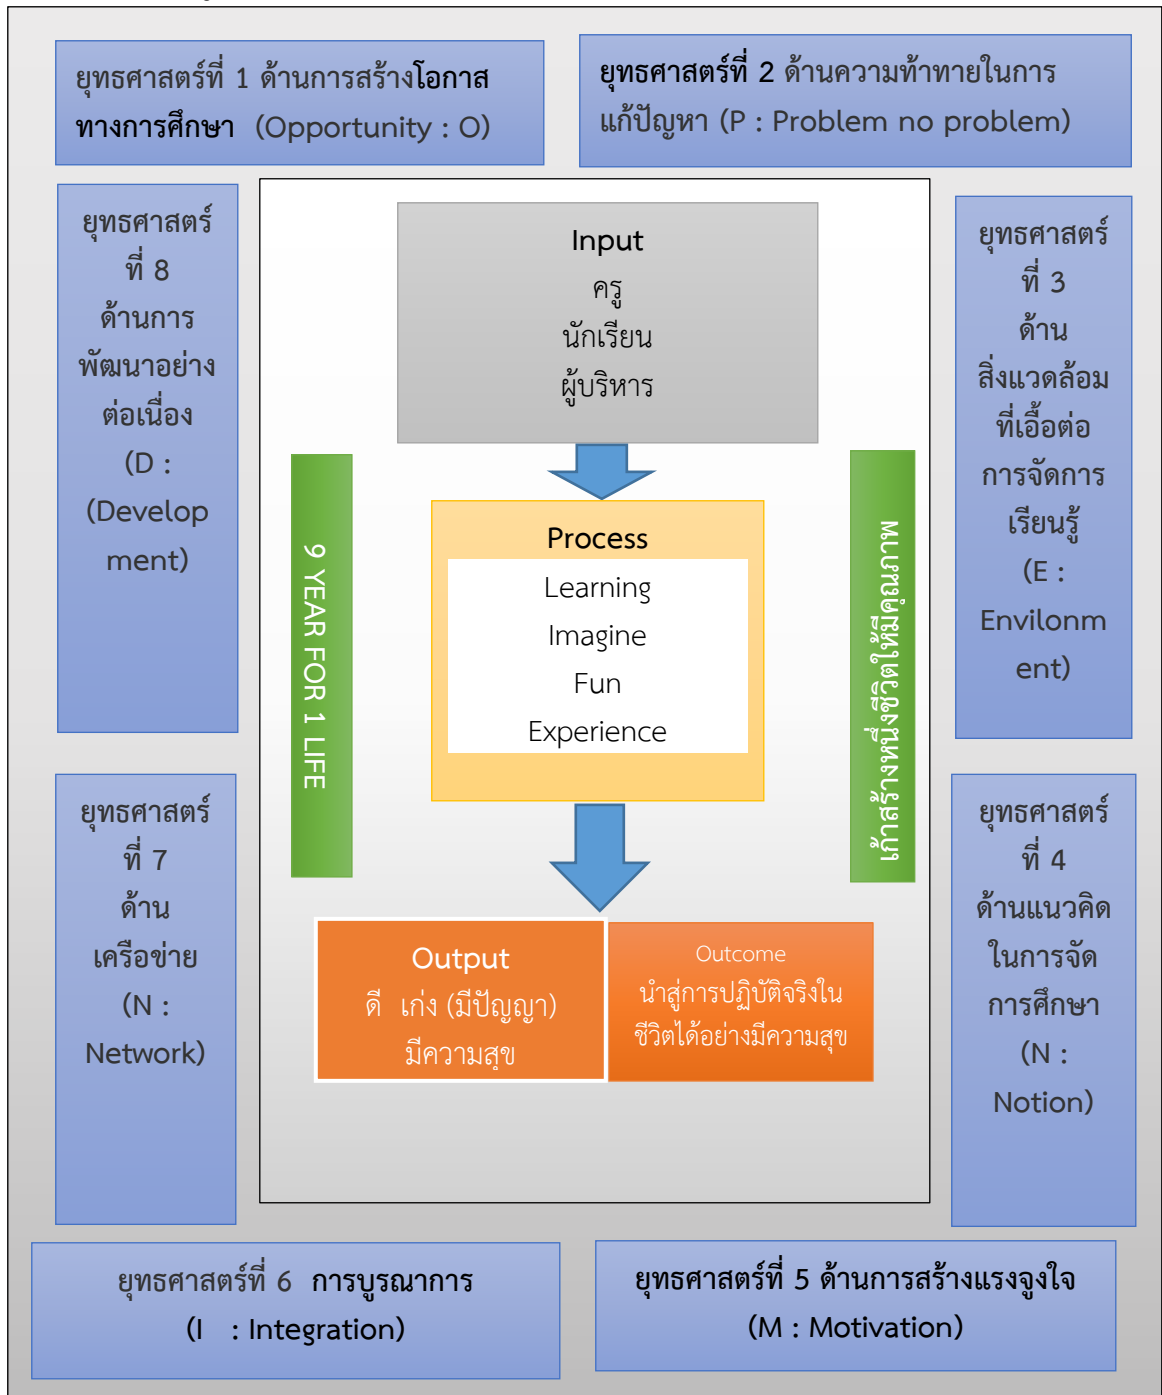 ยุทธศาสตร์ที่ 1 ด้านการสร้างโอกาส
ทางการศึกษา (Opportunity : O)
ยุทธศาสตร์ที่ 2 ด้านความท้าทายในการ
แก้ปัญหา (P : Problem no problem)
ยุทธศาสตร์
ที่ 8
ด้านการ
พัฒนาอย่าง
ต่อเนื่อง
(D :
(Develop
ment)
Input
ครู
นักเรียน
ผู้บริหาร
ยุทธศาสตร์
ที่ 3
ด้าน
สิ่งแวดล้อม
ที่เอื้อต่อ
การจัดการ
เรียนรู้
(E :
Envilonm
ent)
9 YEAR FOR 1 LIFE
Process
Learning
Imagine
Fun
Experience
เก้าสร้างหนึ่งชีวิตให้มีคุณภาพ
ยุทธศาสตร์
ที่ 7
ด้าน
เครือข่าย
(N :
Network)
Output
ดี เก่ง (มีปัญญา)
มีความสุข
Outcome
นำสู่การปฏิบัติจริงใน
ชีวิตได้อย่างมีความสุข
ยุทธศาสตร์
ที่ 4
ด้านแนวคิด
ในการจัด
การศึกษา
(N :
Notion)
ยุทธศาสตร์ที่ 6 การบูรณาการ
(I : Integration)
ยุทธศาสตร์ที่ 5 ด้านการสร้างแรงจูงใจ
(M : Motivation)